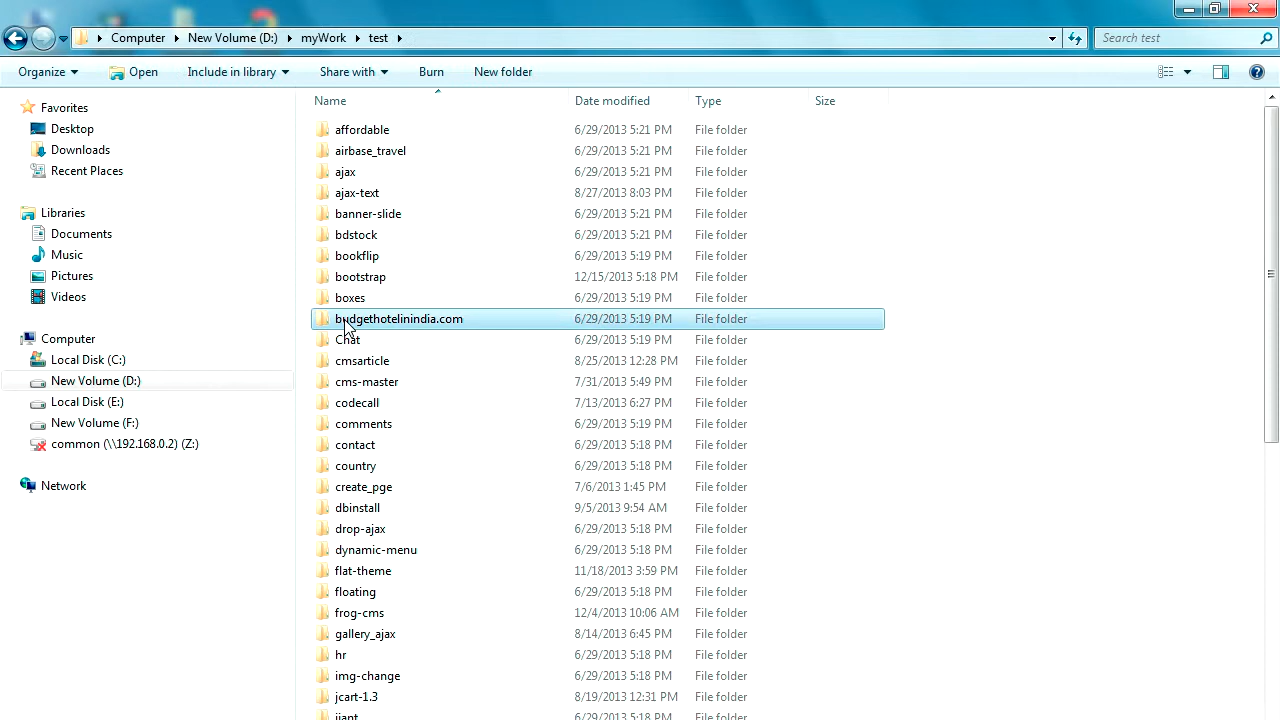 Computer New Volume (D:) myWork test Search test
Organize Open Include in library Share with Burn New folder
Favorites
Desktop
Downloads
Recent Places
Libraries
Documents
Music
Pictures
Videos
Computer
Local Disk (C:)
New Volume (D:)
Local Disk (E:)
New Volume (F:)
common (\\192.168.0.2) (Z:)
Network
Name Date modified Type Size
affordable 6/29/2013 5:21 PM File folder
airbase_travel 6/29/2013 5:21 PM File folder
ajax 6/29/2013 5:21 PM File folder
ajax-text 8/27/2013 8:03 PM File folder
banner-slide 6/29/2013 5:21 PM File folder
bdstock 6/29/2013 5:21 PM File folder
bookflip 6/29/2013 5:19 PM File folder
bootstrap 12/15/2013 5:18 PM File folder
boxes 6/29/2013 5:19 PM File folder
budgethotelinindia.com 6/29/2013 5:19 PM File folder
Chat 6/29/2013 5:19 PM File folder
cmsarticle 8/25/2013 12:28 PM File folder
cms-master 7/31/2013 5:49 PM File folder
codecall 7/13/2013 6:27 PM File folder
comments 6/29/2013 5:19 PM File folder
contact 6/29/2013 5:18 PM File folder
country 6/29/2013 5:18 PM File folder
create_pge 7/6/2013 1:45 PM File folder
dbinstall 9/5/2013 9:54 AM File folder
drop-ajax 6/29/2013 5:18 PM File folder
dynamic-menu 6/29/2013 5:18 PM File folder
flat-theme 11/18/2013 3:59 PM File folder
floating 6/29/2013 5:18 PM File folder
frog-cms 12/4/2013 10:06 AM File folder
gallery_ajax 8/14/2013 6:45 PM File folder
hr 6/29/2013 5:18 PM File folder
img-change 6/29/2013 5:18 PM File folder
jcart-1.3 8/19/2013 12:31 PM File folder
6/29/2013 5:18 PM File folder